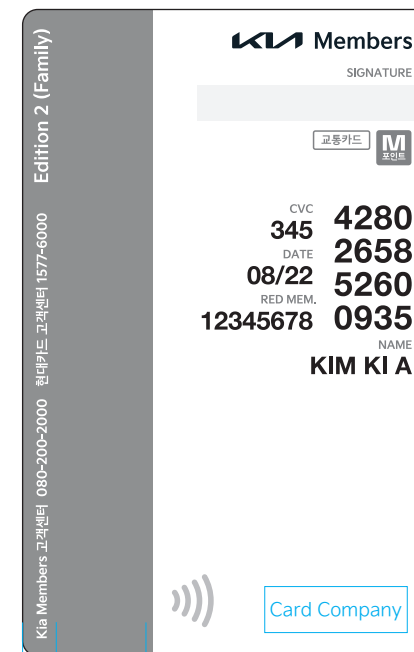 KIA Members
SIGNATURE
교통카드
M
포인트
CVC
345
DATE
08/22
RED MEM.
12345678
4280
2658
5260
0935
NAME
KIM KI A
Card Company
Kia Members 고객센터 080-200-2000 현대카드 고객센터 1577-6000 Edition 2 (Family)